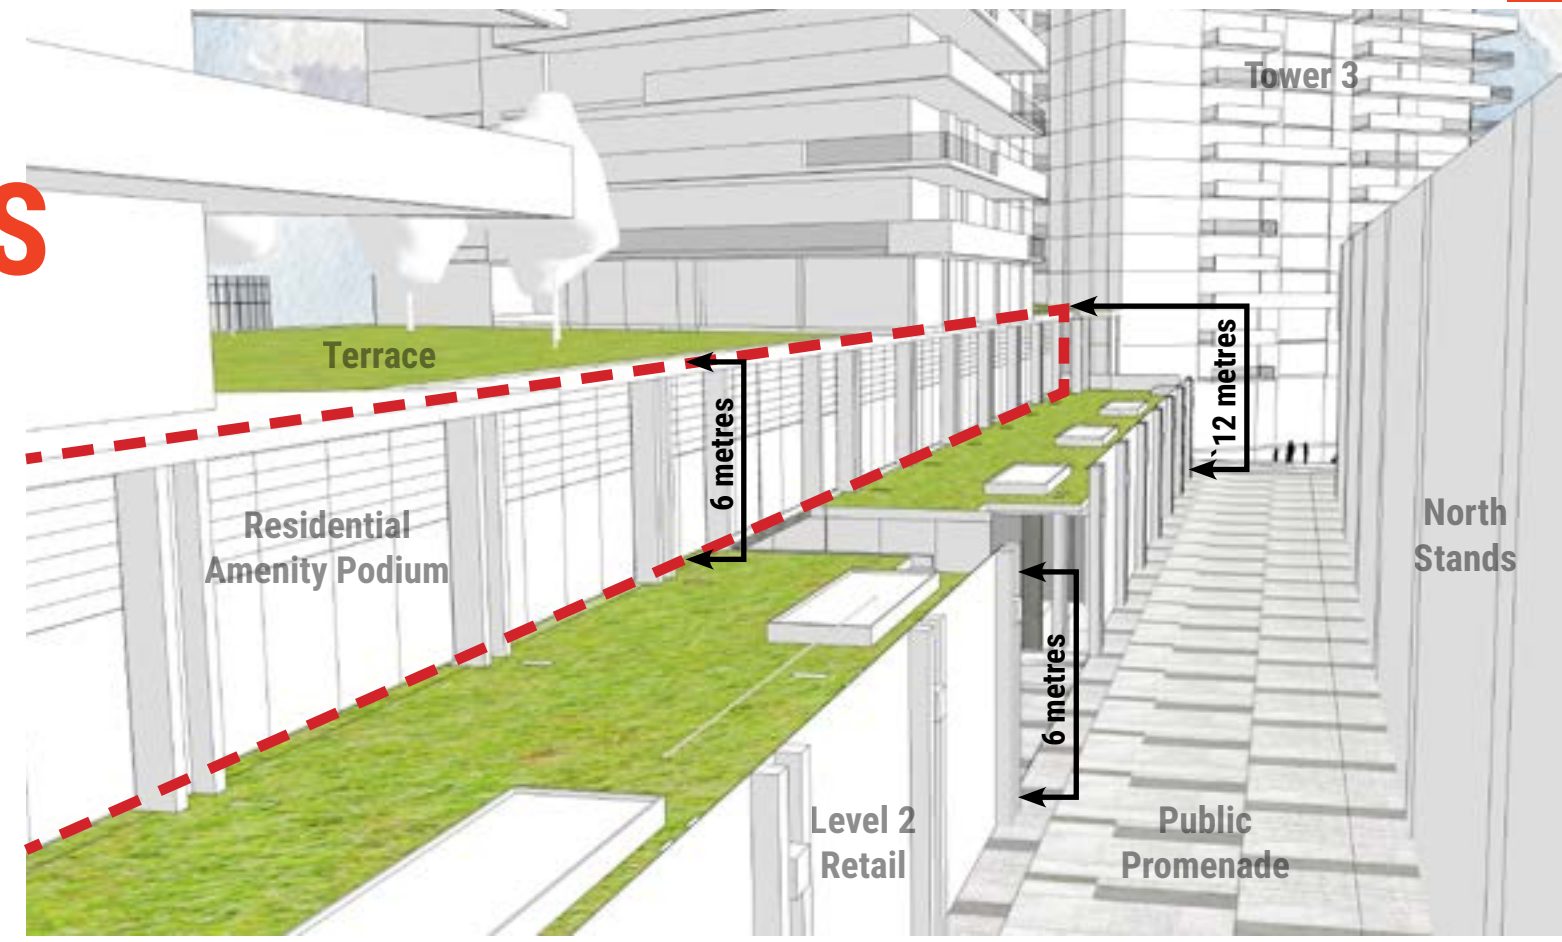 Tower 3
S
Terrace
6 metres
`12 metres
Residential
Amenity Podium
North
Stands
6 metres
Level 2
Retail
Public
Promenade